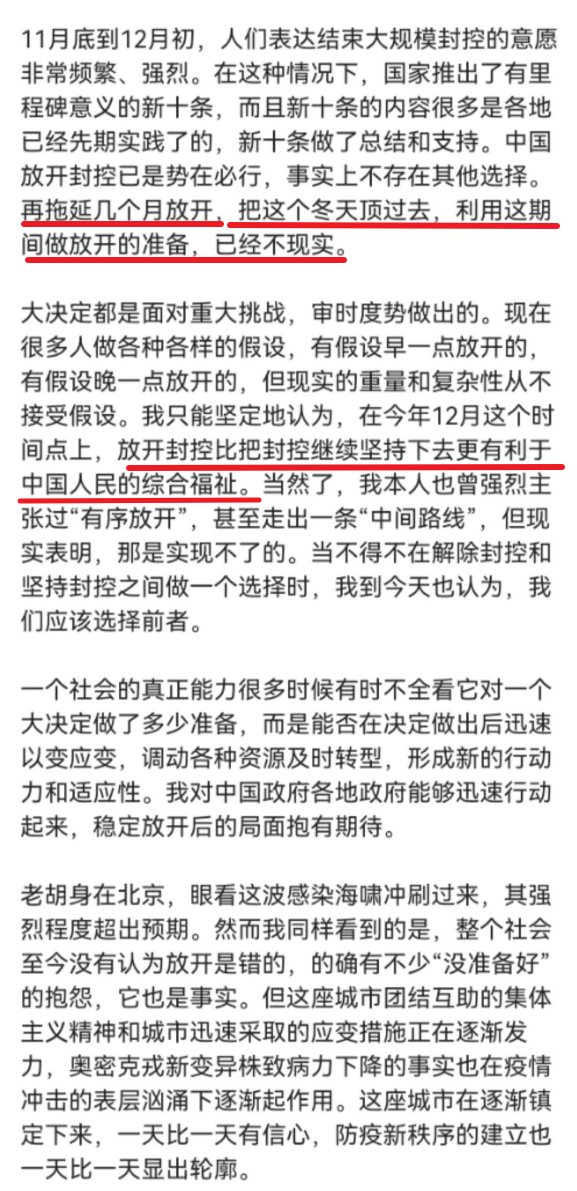 11月底到12月初，人们表达结束大规模封控的意愿
非常频繁、强烈。在这种情况下，国家推出了有里
程碑意义的新十条，而且新十条的内容很多是各地
已经先期实践了的，新十条做了总结和支持。中国
放开封控已是势在必行，事实上不存在其他选择。
再拖延几个月放开，把这个冬天顶过去，利用这期
间做放开的准备，已经不现实。
大决定都是面对重大挑战，审时度势做出的。现在
很多人做各种各样的假设，有假设早一点放开的，
有假设晚一点放开的，但现实的重量和复杂性从不
接受假设。我只能坚定地认为，在今年12月这个时
间点上，放开封控比把封控继续坚持下去更有利于
中国人民的综合福祉。当然了，我本人也曾强烈主
张过“有序放开”，甚至走出一条“中间路线”，但现
实表明，那是实现不了的。当不得不在解除封控和
坚持封控之间做一个选择时，我到今天也认为，我
们应该选择前者。
一个社会的真正能力很多时候有时不全看它对一个
大决定做了多少准备，而是能否在决定做出后迅速
以变应变，调动各种资源及时转型，形成新的行动
力和适应性。我对中国政府各地政府能够迅速行动
起来，稳定放开后的局面抱有期待。
老胡身在北京，眼看这波感染海啸冲刷过来，其强
烈程度超出预期。然而我同样看到的是，整个社会
至今没有认为放开是错的，的确有不少“没准备好”
的抱怨，它也是事实。但这座城市团结互助的集体
主义精神和城市迅速采取的应变措施正在逐渐发
力，奥密克戎新变异株致病力下降的事实也在疫情
冲击的表层汹涌下逐渐起作用。这座城市在逐渐镇
定下来，一天比一天有信心，防疫新秩序的建立也
一天比一天显出轮廓。